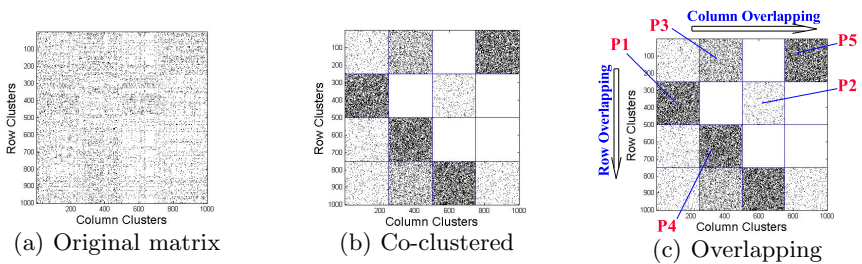 Column Overlapping
P3
P1
P5
P2
P4
Row Overlapping
Row Clusters
100
200
300
400
500
600
700
800
900
1000
200
400
600
800
1000
Column Clusters
(a) Original matrix
Row Clusters
100
200
300
400
500
600
700
800
900
1000
200
400
600
800
1000
Column Clusters
(b) Co-clustered
Row Clusters
100
200
300
400
500
600
700
800
900
1000
200
400
600
800
1000
Column Clusters
(c) Overlapping